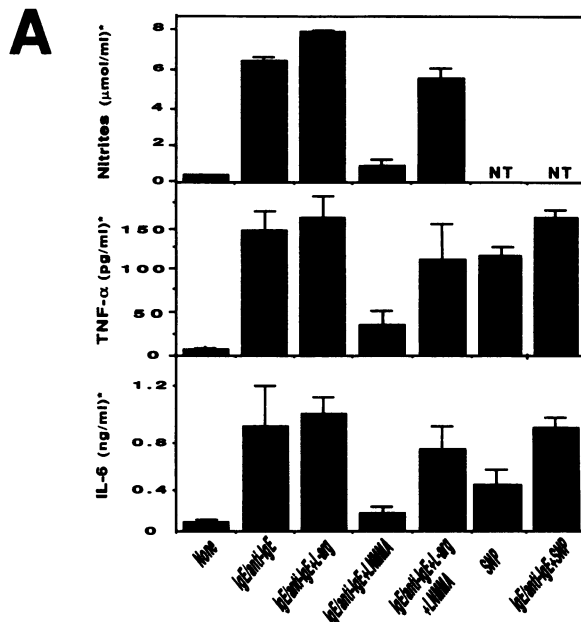 A
Nitrites (μmol/ml)*
8
6
4
2
0
NT NT
TNF-α (pg/ml)*
150
100
50
0
IL-6 (ng/ml)*
1.2
0.8
0.4
0
None
IgE/anti-IgE
IgE/anti-IgE+L-arg
IgE/anti-IgE+LNMMA
IgE/anti-IgE+L-arg
+LNMMA
SNP
IgE/anti-IgE+SNP